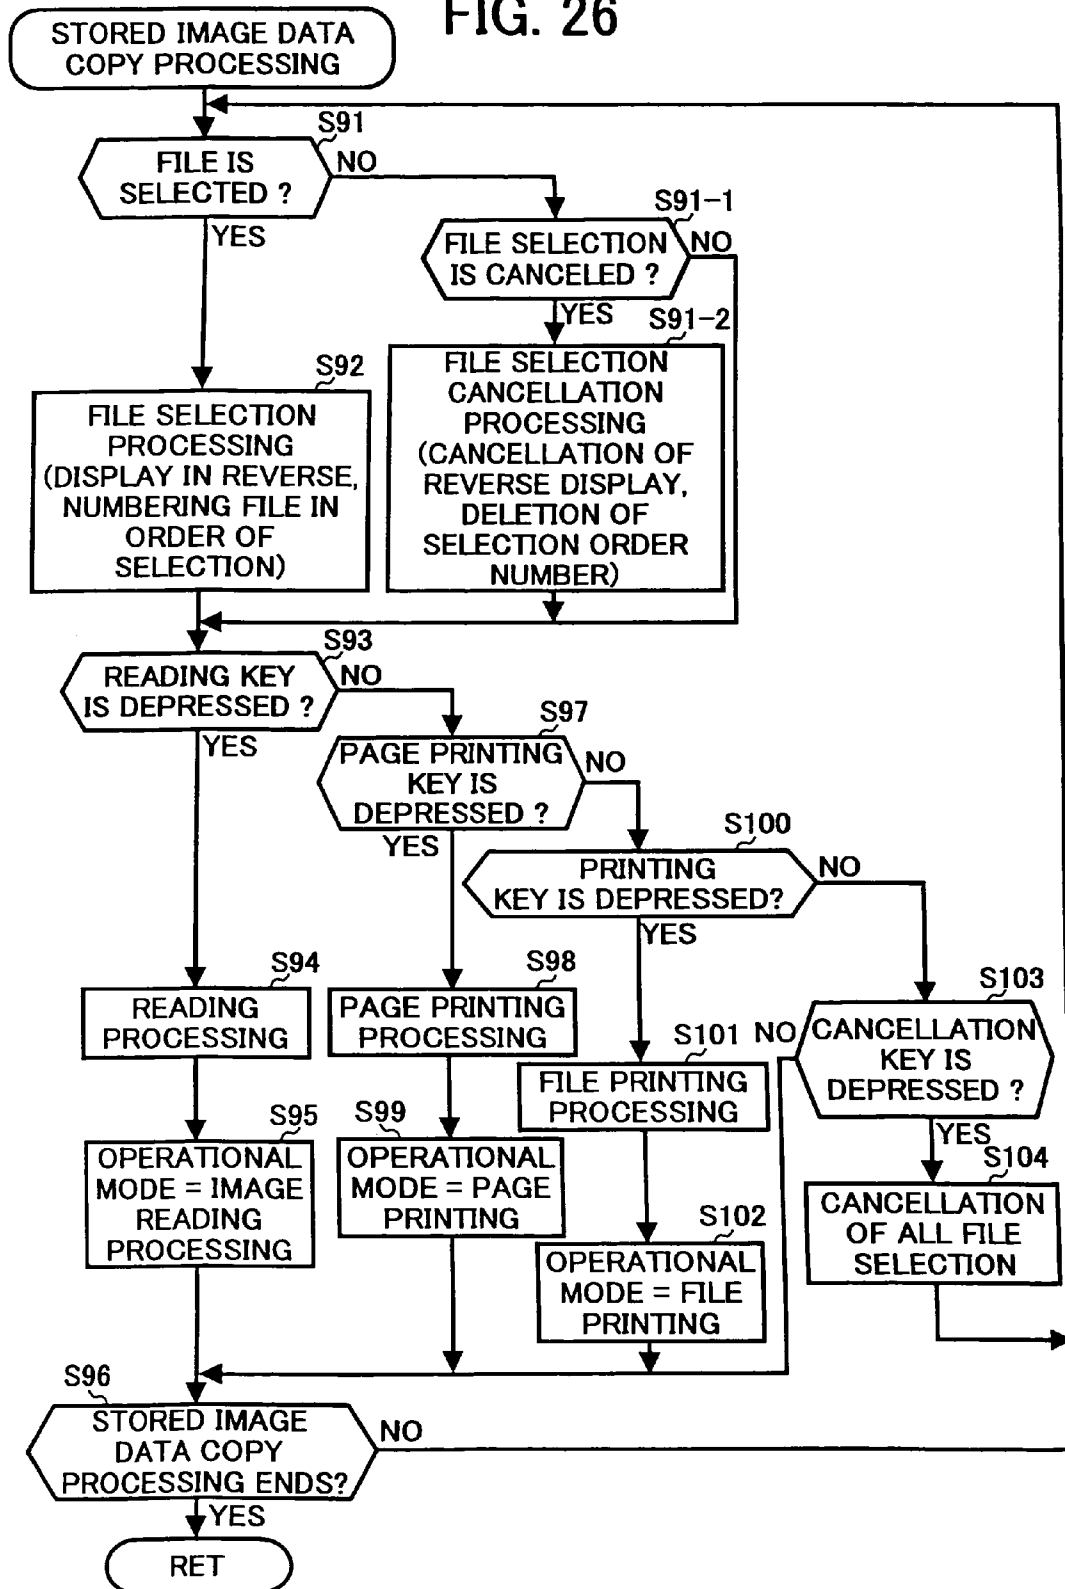 FIG. 26
STORED IMAGE DATA
COPY PROCESSING
S91
FILE IS
SELECTED ?
NO
YES
S91-1
FILE SELECTION
IS CANCELED ?
NO
YES
S91-2
FILE SELECTION
CANCELLATION
PROCESSING
(CANCELLATION OF
REVERSE DISPLAY,
DELETION OF
SELECTION ORDER
NUMBER)
S92
FILE SELECTION
PROCESSING
(DISPLAY IN REVERSE,
NUMBERING FILE IN
ORDER OF
SELECTION)
S93
READING KEY
IS DEPRESSED ?
NO
YES
S97
PAGE PRINTING
KEY IS
DEPRESSED ?
NO
YES
S100
PRINTING
KEY IS DEPRESSED?
NO
YES
S94
READING
PROCESSING
S98
PAGE PRINTING
PROCESSING
S101
FILE PRINTING
PROCESSING
S103
NO
CANCELLATION
KEY IS
DEPRESSED ?
YES
S95
OPERATIONAL
MODE = IMAGE
READING
PROCESSING
S99
OPERATIONAL
MODE = PAGE
PRINTING
S102
OPERATIONAL
MODE = FILE
PRINTING
S104
CANCELLATION
OF ALL FILE
SELECTION
S96
STORED IMAGE
DATA COPY
PROCESSING ENDS?
NO
YES
RET